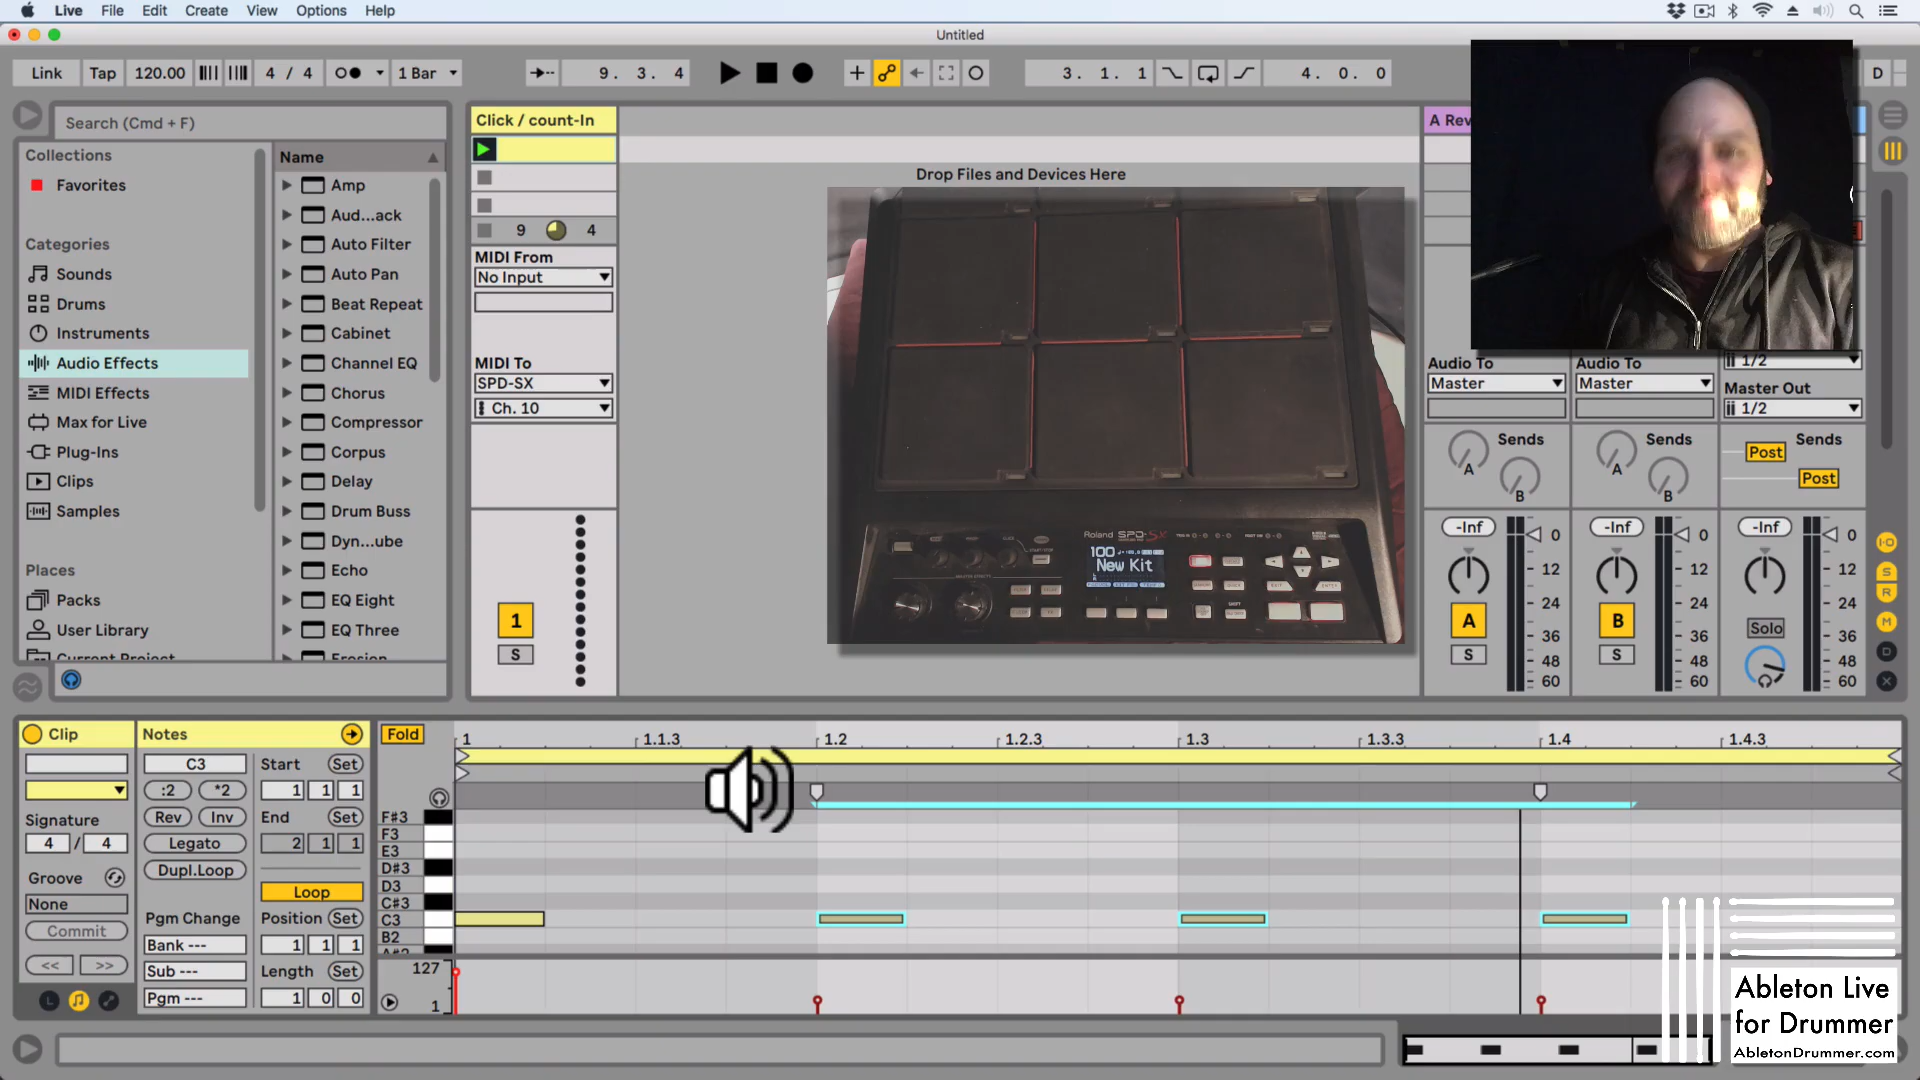 Live File Edit Create View Options Help
Untitled
Link Tap 120.00 4 / 4 1 Bar 9. 3. 4 3. 1. 1 4. 0. 0 D
Search (Cmd + F)
Collections
Favorites
Categories
Sounds
Drums
Instruments
Audio Effects
MIDI Effects
Max for Live
Plug-Ins
Clips
Samples
Places
Packs
User Library
Current Project
Name
Amp
Aud...ack
Auto Filter
Auto Pan
Beat Repeat
Cabinet
Channel EQ
Chorus
Compressor
Corpus
Delay
Drum Buss
Dyn...ube
Echo
EQ Eight
EQ Three
Erosion
Click / count-In
9 4
MIDI From
No Input
MIDI To
SPD-SX
Ch. 10
1
S
Drop Files and Devices Here
Roland SPD-SX
100
New Kit
A Rev
Audio To
Master
Sends
A
B
-Inf
0
12
24
36
48
60
A
S
Audio To
Master
Sends
A
B
-Inf
0
12
24
36
48
60
B
S
1/2
Master Out
1/2
Sends
Post
Post
-Inf
0
12
24
36
48
60
Solo
I-O
S
R
M
D
X
Clip
Signature
4 / 4
Groove
None
Commit
<< >>
L
Notes
C3
:2 *2
Rev Inv
Legato
Dupl.Loop
Pgm Change
Bank ---
Sub ---
Pgm ---
Start Set
1 1 1
End Set
2 1 1
Loop
Position Set
1 1 1
Length Set
1 0 0
Fold
1 1.1.3 1.2 1.2.3 1.3 1.3.3 1.4 1.4.3
F#3
F3
E3
D#3
D3
C#3
C3
B2
A#2
127
1
Ableton Live
for Drummer
AbletonDrummer.com